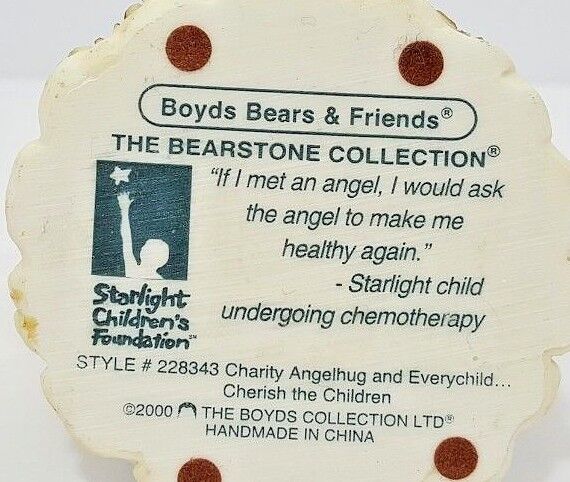 Boyds Bears & Friends®
THE BEARSTONE COLLECTION®
"If I met an angel, I would ask
the angel to make me
healthy again."
- Starlight child
undergoing chemotherapy
Starlight
Children's
Foundation™
STYLE # 228343 Charity Angelhug and Everychild...
Cherish the Children
©2000 THE BOYDS COLLECTION LTD®
HANDMADE IN CHINA